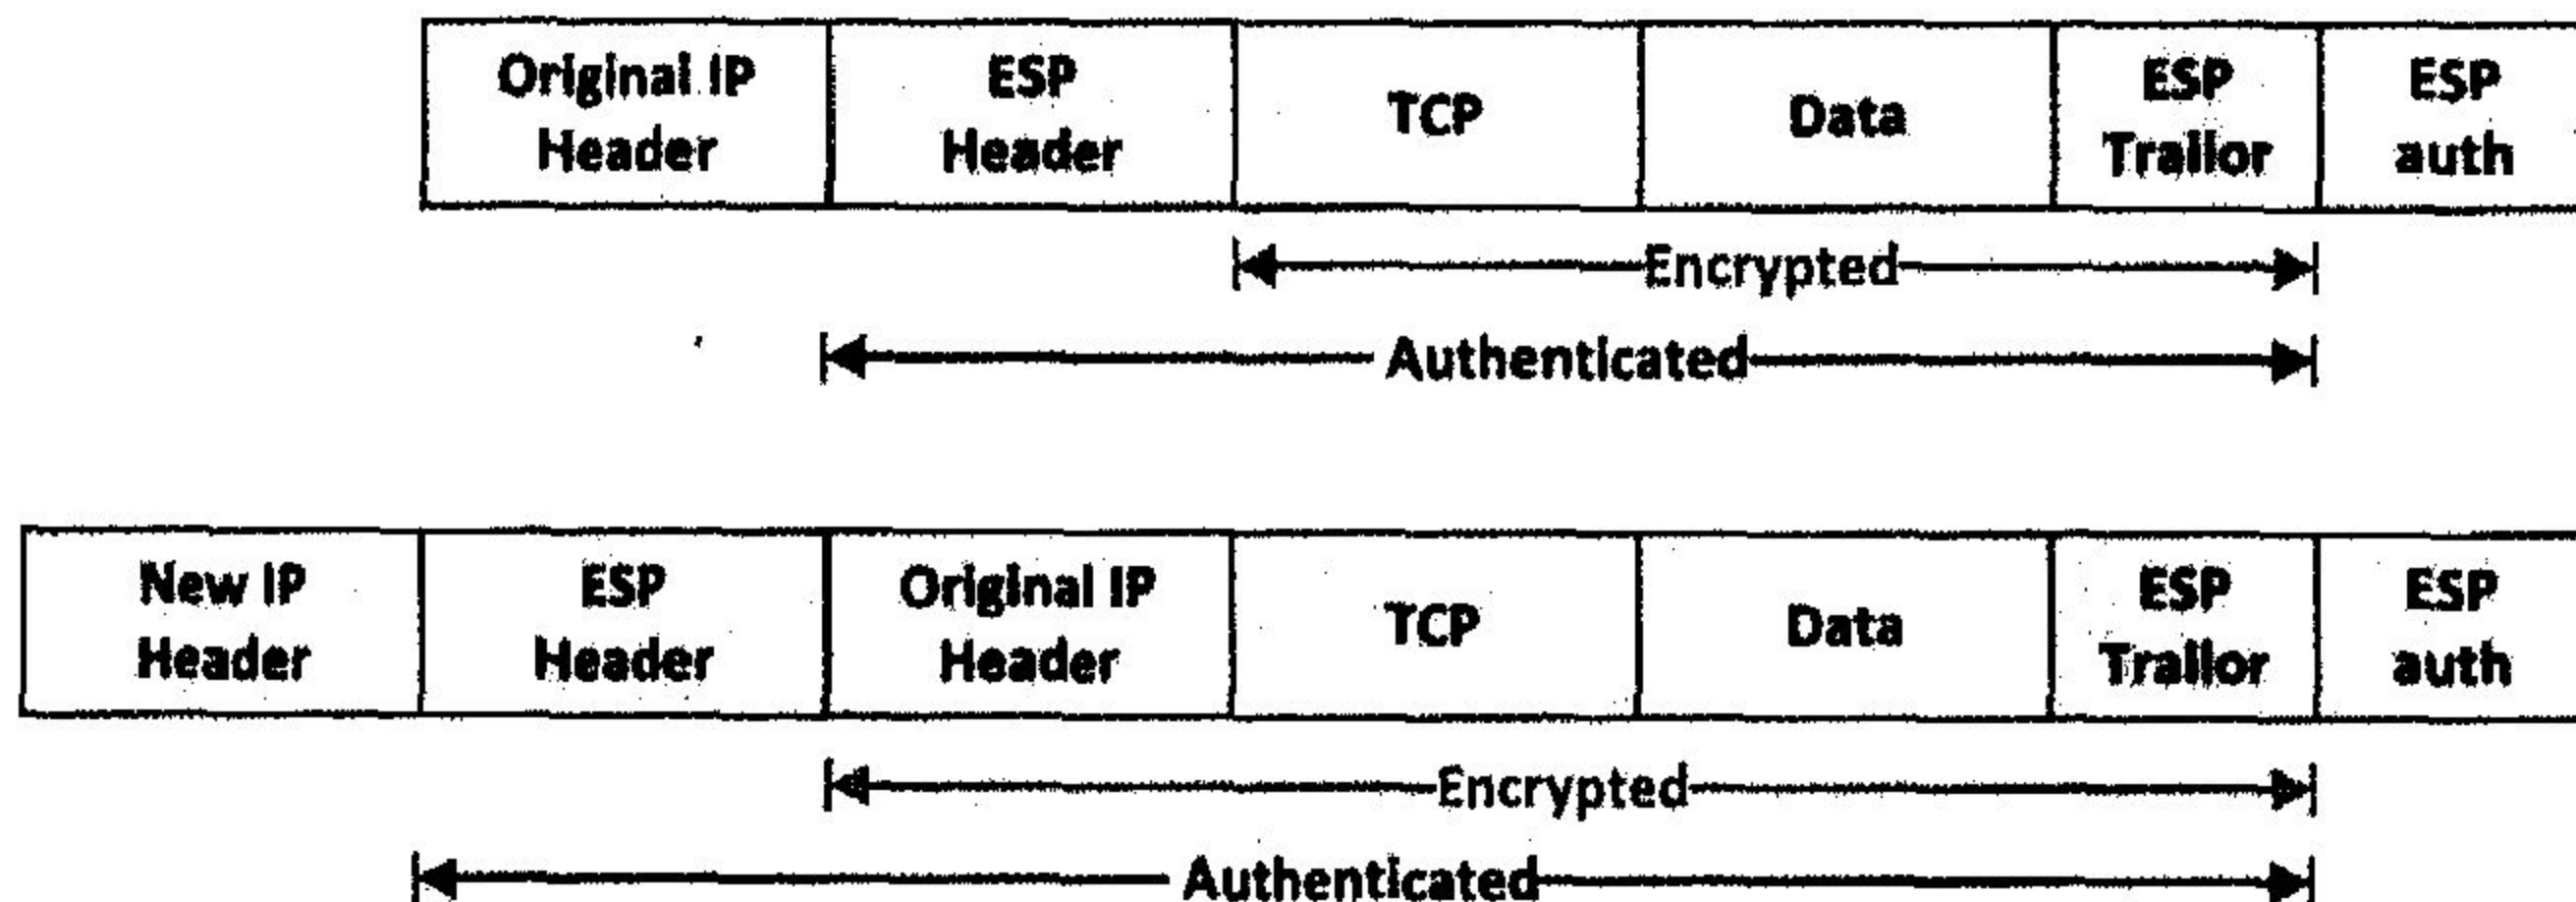 Original IP
Header
ESP
Header
TCP
Data
ESP
Trailor
ESP
auth
Encrypted
Authenticated
New IP
Header
ESP
Header
Original IP
Header
TCP
Data
ESP
Trailor
ESP
auth
Encrypted
Authenticated